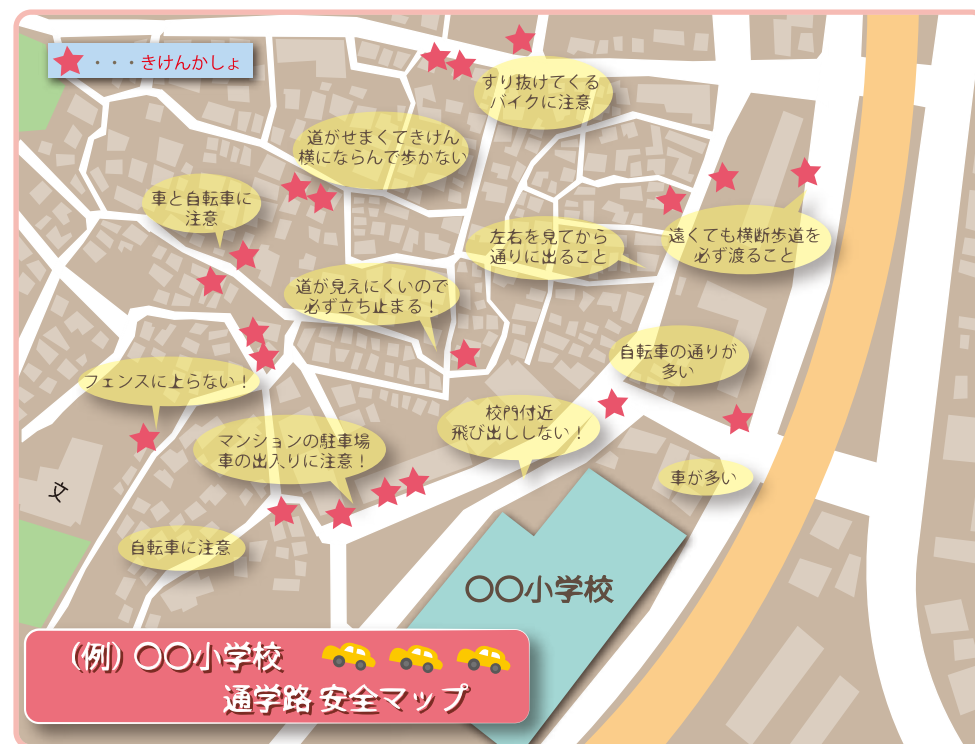 ・・・きけんかしょ
すり抜けてくる
バイクに注意
道がせまくてきけん
横にならんで歩かない
車と自転車に
注意
左右を見てから
通りに出ること
遠くても横断歩道を
必ず渡ること
道が見えにくいので
必ず立ち止まる！
自転車の通りが
多い
フェンスに上らない！
校門付近
飛び出ししない！
マンションの駐車場
車の出入りに注意！
車が多い
文
自転車に注意
〇〇小学校
（例）〇〇小学校
通学路 安全マップ